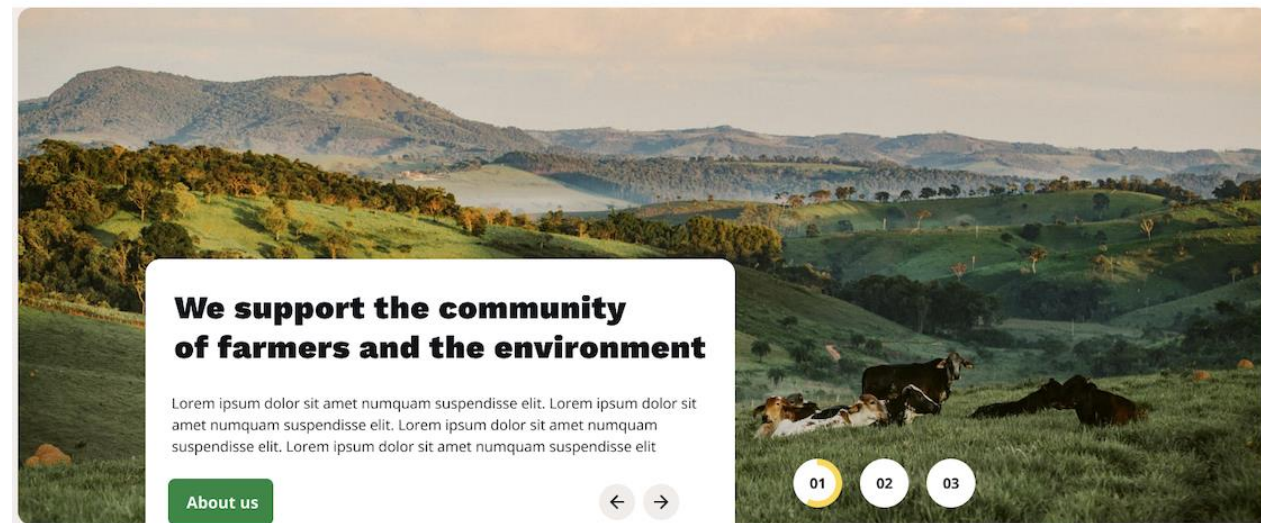 We support the community
of farmers and the environment
Lorem ipsum dolor sit amet numquam suspendisse elit. Lorem ipsum dolor sit
amet numquam suspendisse elit. Lorem ipsum dolor sit amet numquam
suspendisse elit. Lorem ipsum dolor sit amet numquam suspendisse elit
About us
01 02 03